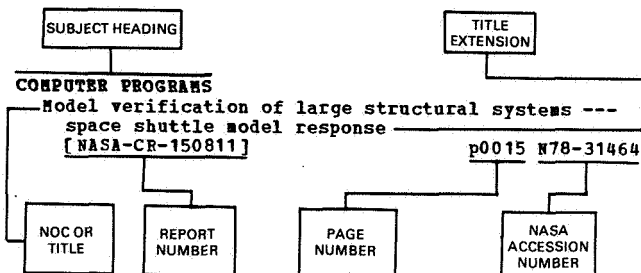 SUBJECT HEADING
TITLE EXTENSION
COMPUTER PROGRAMS
Model verification of large structural systems ---
space shuttle model response
[NASA-CR-150811]
p0015 N78-31464
NOC OR TITLE
REPORT NUMBER
PAGE NUMBER
NASA ACCESSION NUMBER